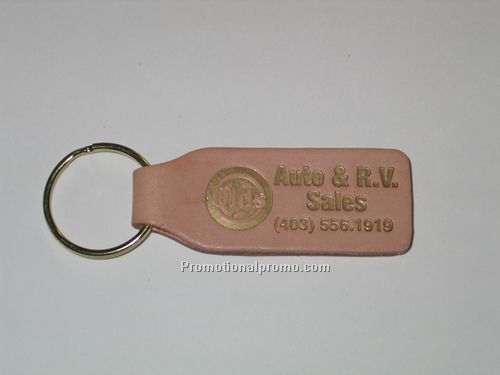 Olds
Auto & R.V.
Sales
(403) 556.1919
Promotionalpromo.com